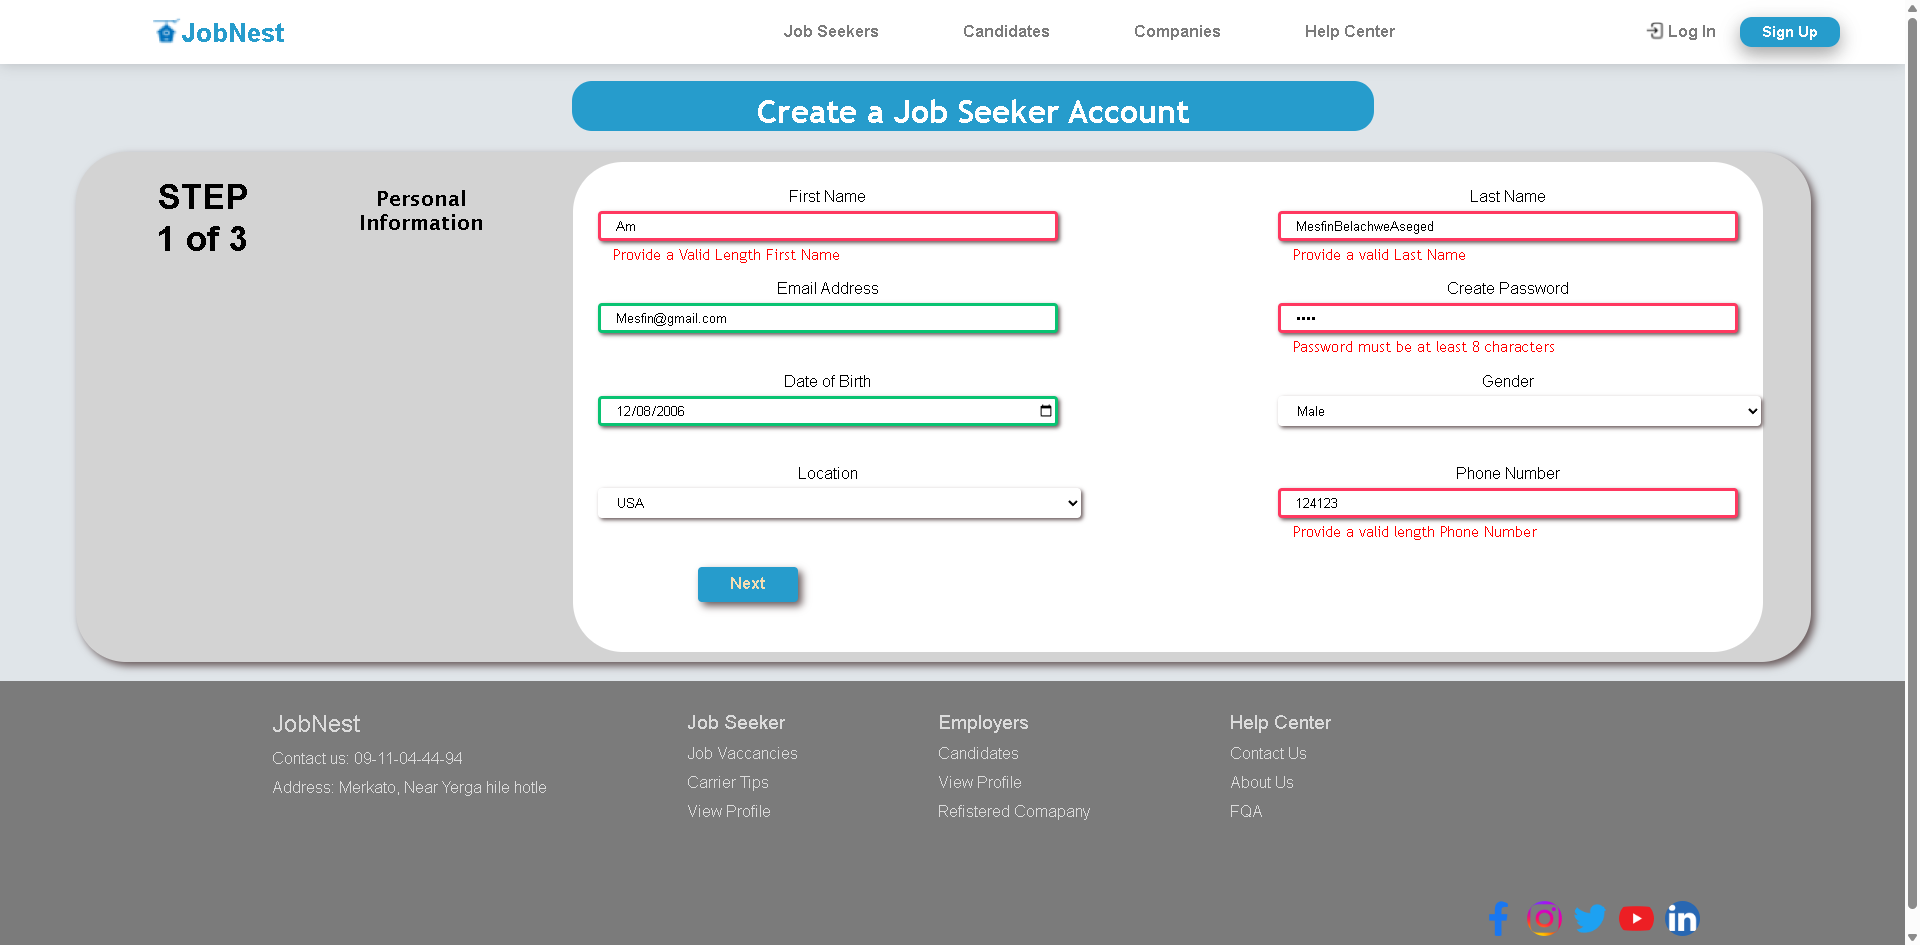 JobNest
Job Seekers
Candidates
Companies
Help Center
Log In
Sign Up
Create a Job Seeker Account
STEP
1 of 3
Personal
Information
First Name
Last Name
Am
MesfinBelachweAseged
Provide a Valid Length First Name
Provide a valid Last Name
Email Address
Create Password
Mesfin@gmail.com
••••
Password must be at least 8 characters
Date of Birth
Gender
12/08/2006
Male
Location
Phone Number
USA
124123
Provide a valid length Phone Number
Next
JobNest
Contact us: 09-11-04-44-94
Address: Merkato, Near Yerga hile hotle
Job Seeker
Job Vaccancies
Carrier Tips
View Profile
Employers
Candidates
View Profile
Refistered Comapany
Help Center
Contact Us
About Us
FQA